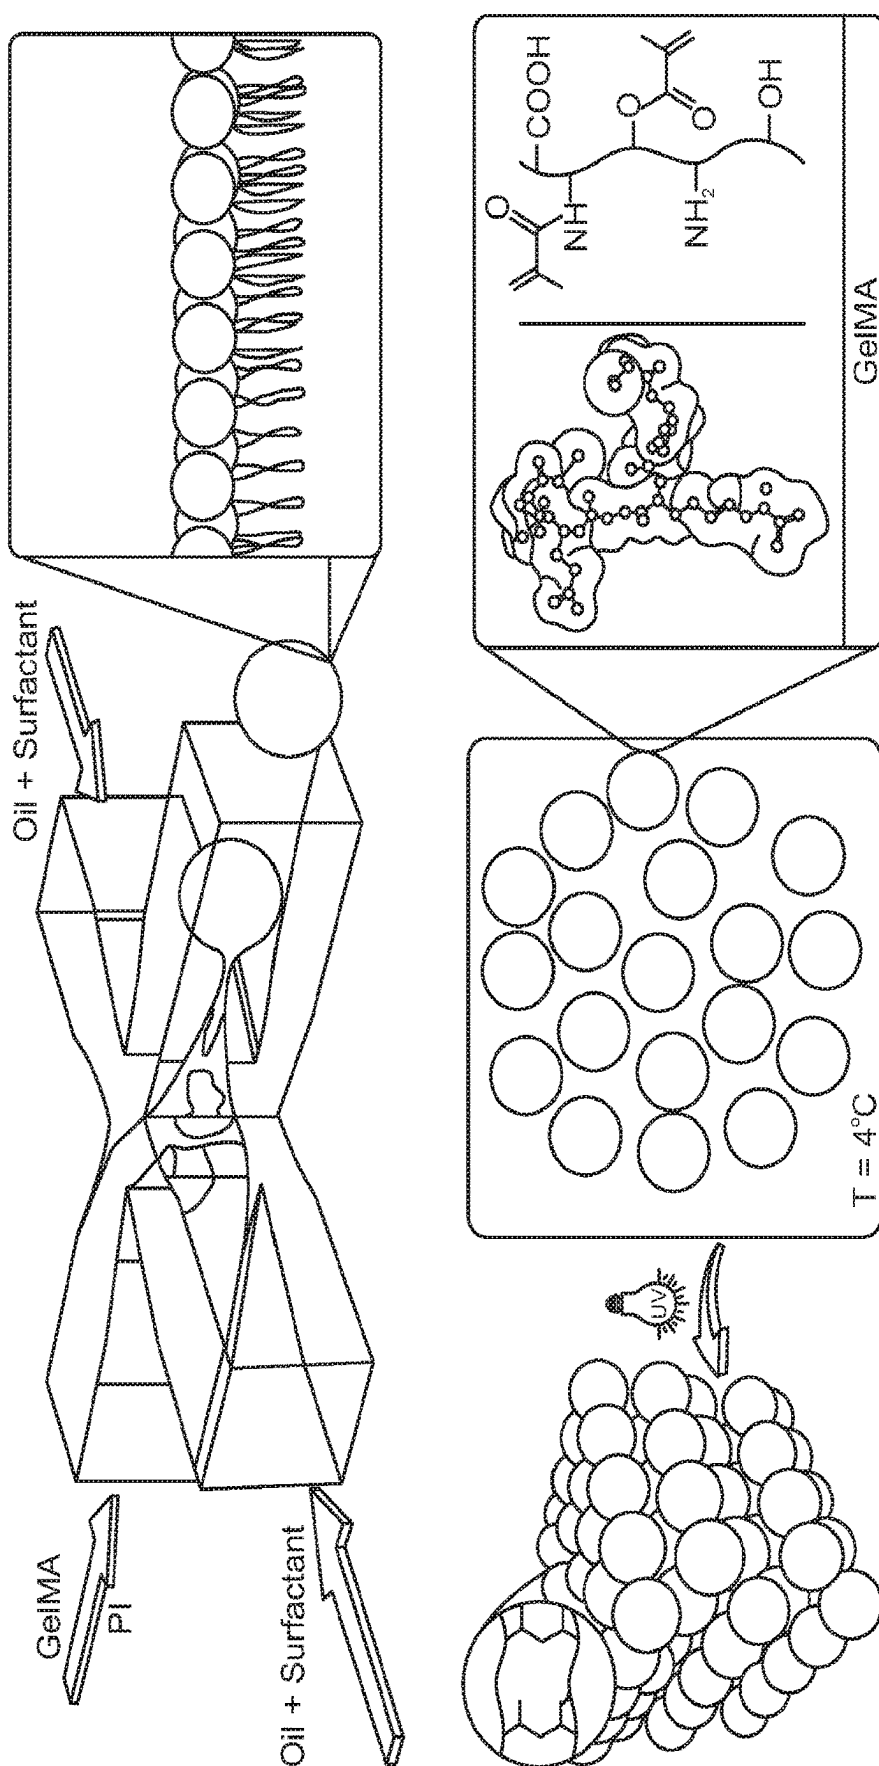 GelMA
PI
Oil + Surfactant
Oil + Surfactant
UV
T = 4°C
O
NH
COOH
O
O
NH2
OH
GelMA